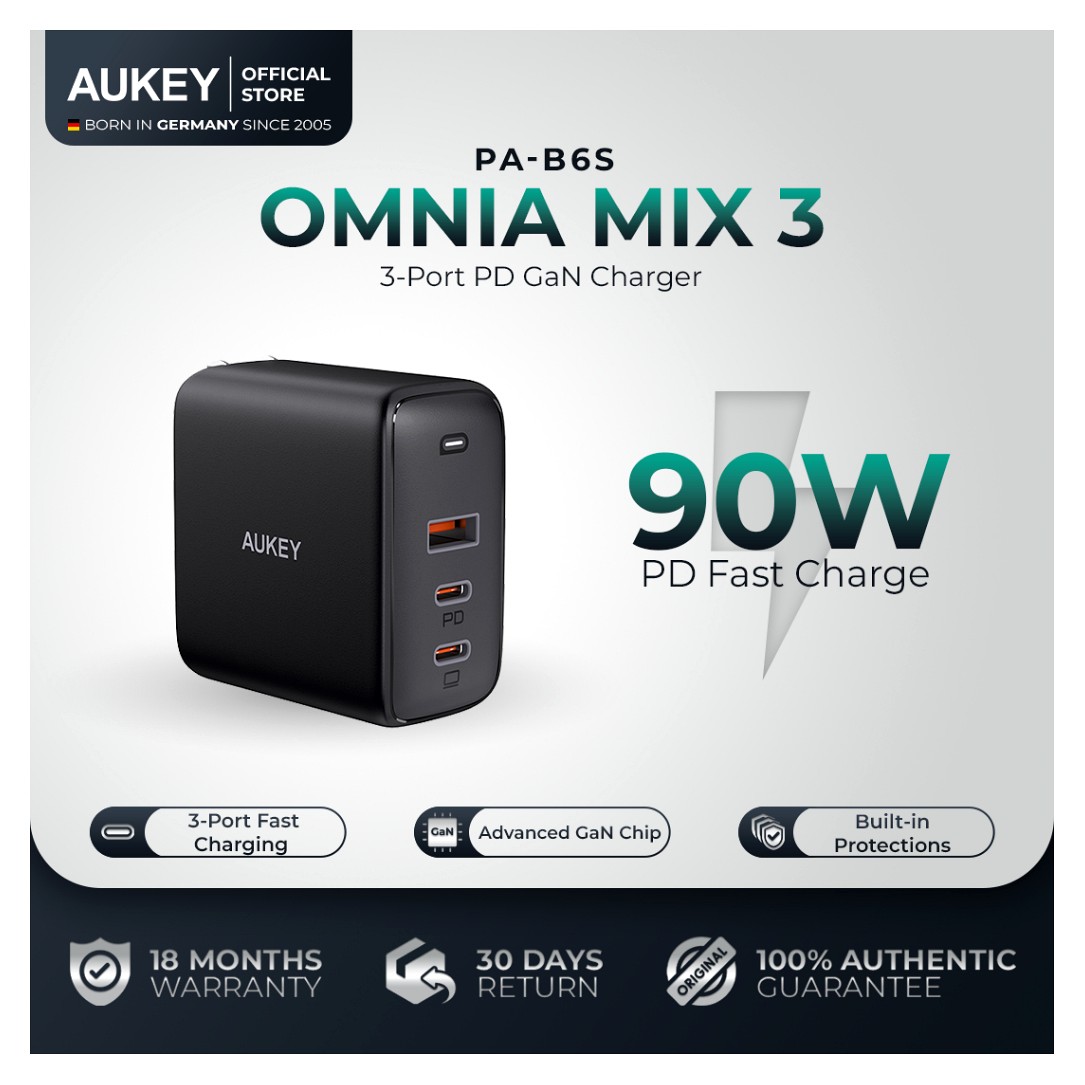 AUKEY
OFFICIAL
STORE
BORN IN GERMANY SINCE 2005
PA-B6S
OMNIA MIX 3
3-Port PD GaN Charger
AUKEY
PD
90W
PD Fast Charge
3-Port Fast
Charging
GaN
Advanced GaN Chip
Built-in
Protections
18 MONTHS
WARRANTY
30 DAYS
RETURN
ORIGINAL
100% AUTHENTIC
GUARANTEE